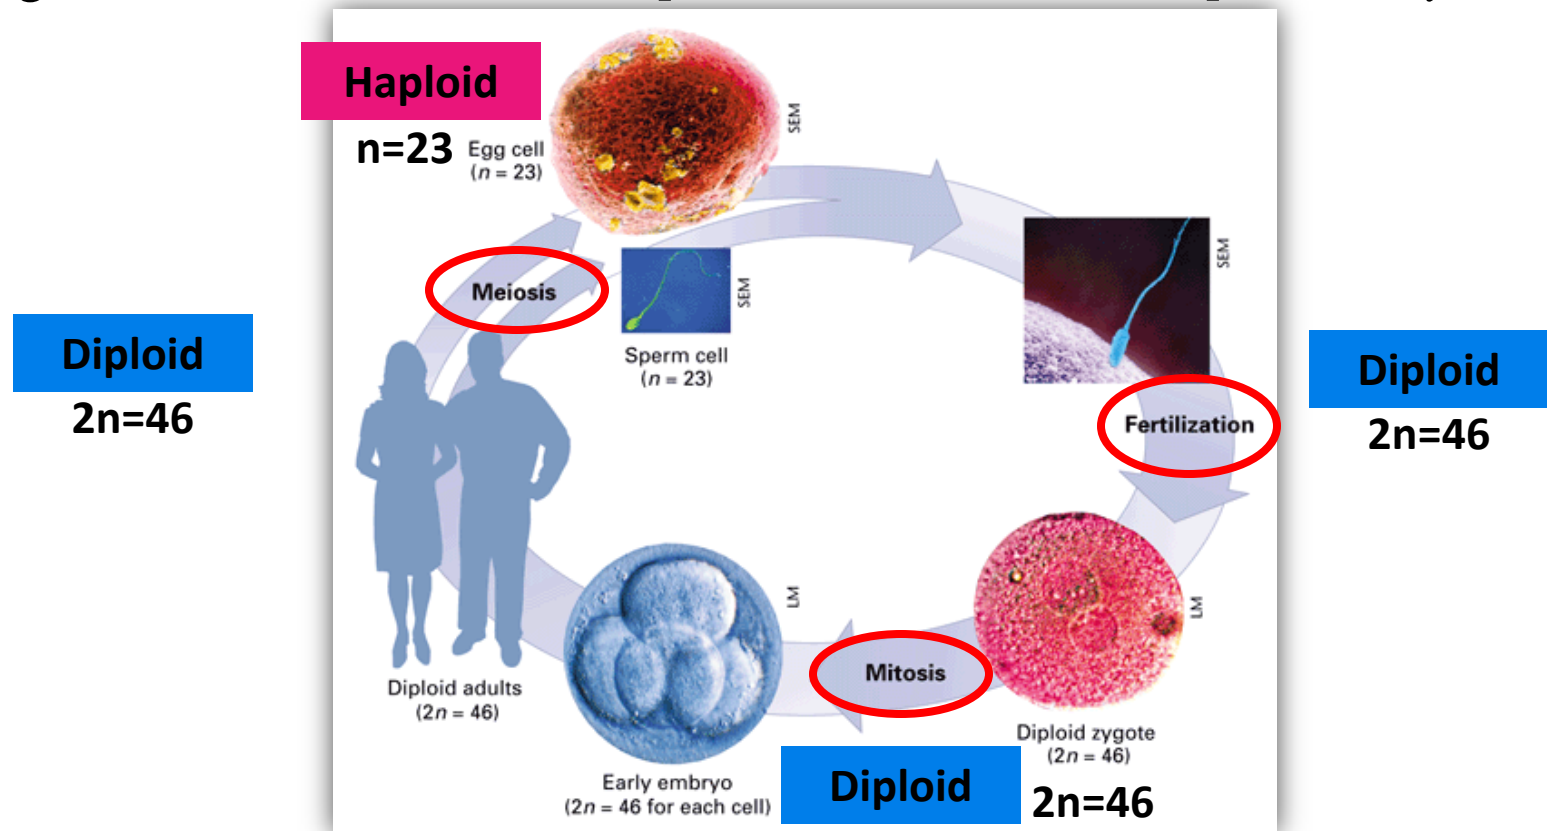 Haploid
n=23
Egg cell
(n = 23)
SEM
Meiosis
Sperm cell
(n = 23)
SEM
SEM
Diploid
2n=46
Fertilization
Diploid
2n=46
LM
LM
Mitosis
Diploid adults
(2n = 46)
Diploid zygote
(2n = 46)
Early embryo
(2n = 46 for each cell)
Diploid
2n=46